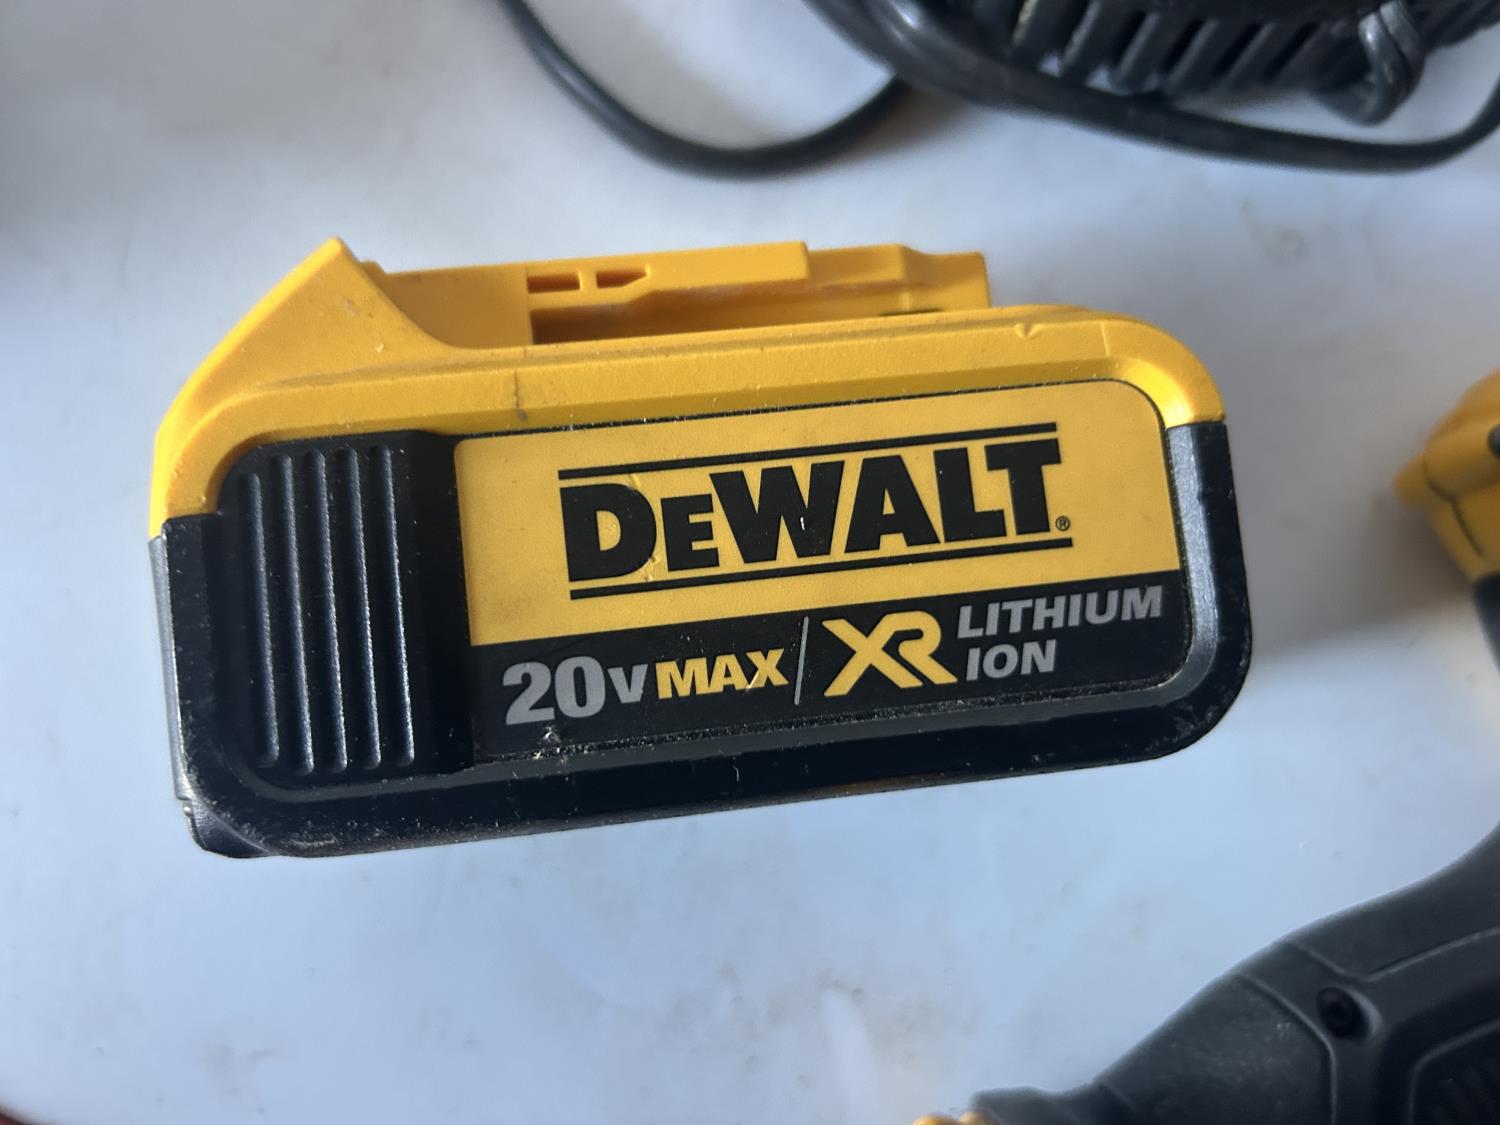 DEWALT®
20V MAX XR LITHIUM
ION